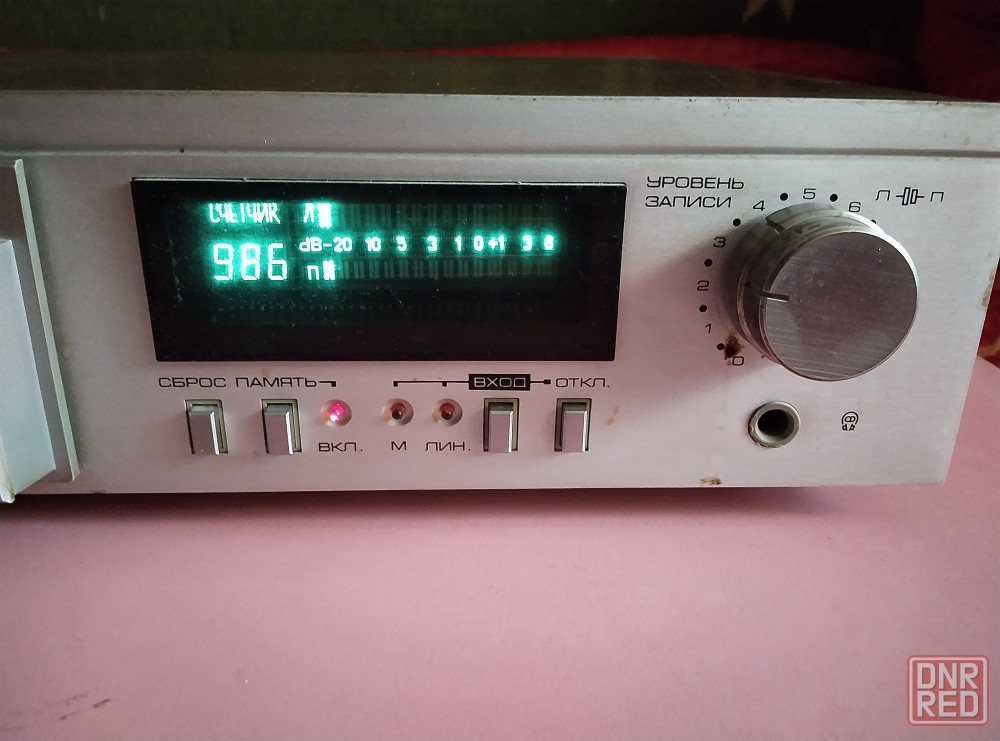 СЧЕТЧИК Л
dB-20 10 5 3 1 0 +1 3 6
986 П
УРОВЕНЬ
ЗАПИСИ
0 1 2 3 4 5 6
Л П
СБРОС ПАМЯТЬ ВХОД ОТКЛ.
ВКЛ. М ЛИН.
DNR
RED